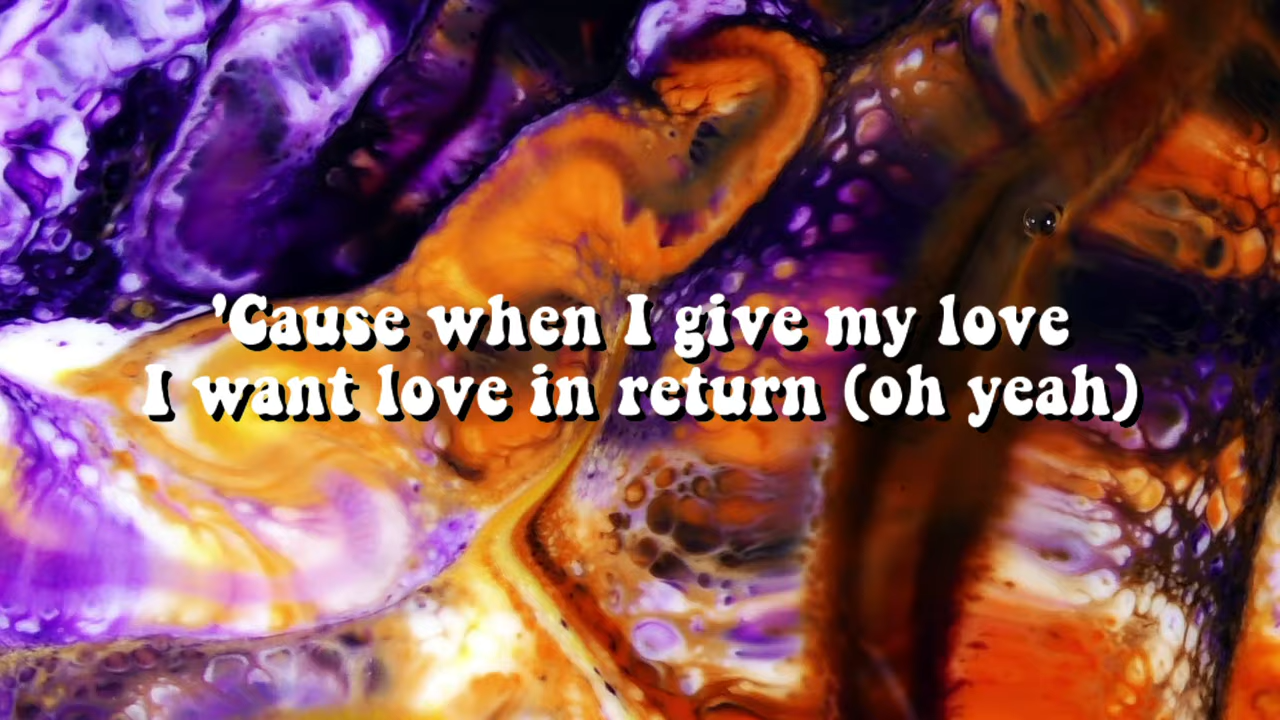 ’Cause when I give my love
I want love in return (oh yeah)